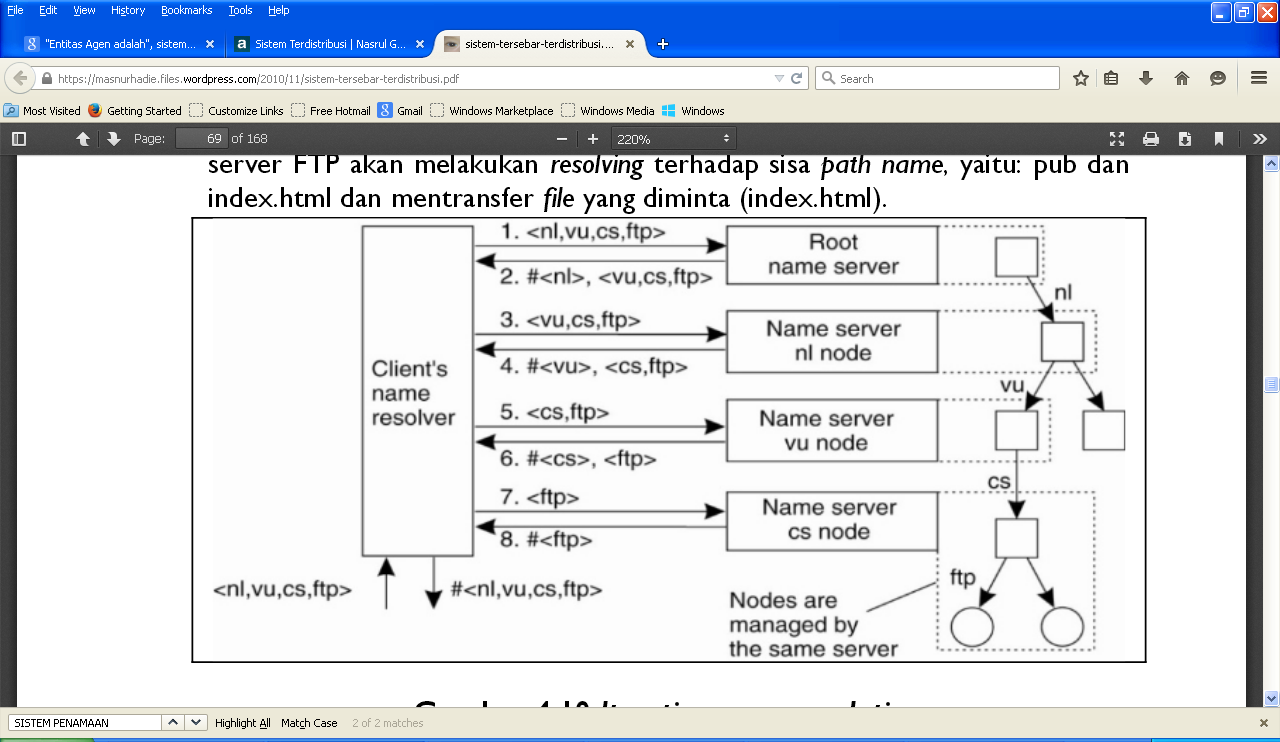 File Edit View History Bookmarks Tools Help
"Entitas Agen adalah", sistem... × Sistem Terdistribusi | Nasrul G... × sistem-tersebar-terdistribusi.... × +
https://masnurhadie.files.wordpress.com/2010/11/sistem-tersebar-terdistribusi.pdf Search
Most Visited Getting Started Customize Links Free Hotmail Gmail Windows Marketplace Windows Media Windows
Page: 69 of 168 220%
server FTP akan melakukan resolving terhadap sisa path name, yaitu: pub dan
index.html dan mentransfer file yang diminta (index.html).
Client's
name
resolver
1. <nl,vu,cs,ftp>
2. #<nl>, <vu,cs,ftp>
Root
name server
nl
3. <vu,cs,ftp>
4. #<vu>, <cs,ftp>
Name server
nl node
vu
5. <cs,ftp>
6. #<cs>, <ftp>
Name server
vu node
cs
7. <ftp>
8. #<ftp>
Name server
cs node
ftp
<nl,vu,cs,ftp>
#<nl,vu,cs,ftp>
Nodes are
managed by
the same server
SISTEM PENAMAAN Highlight All Match Case 2 of 2 matches